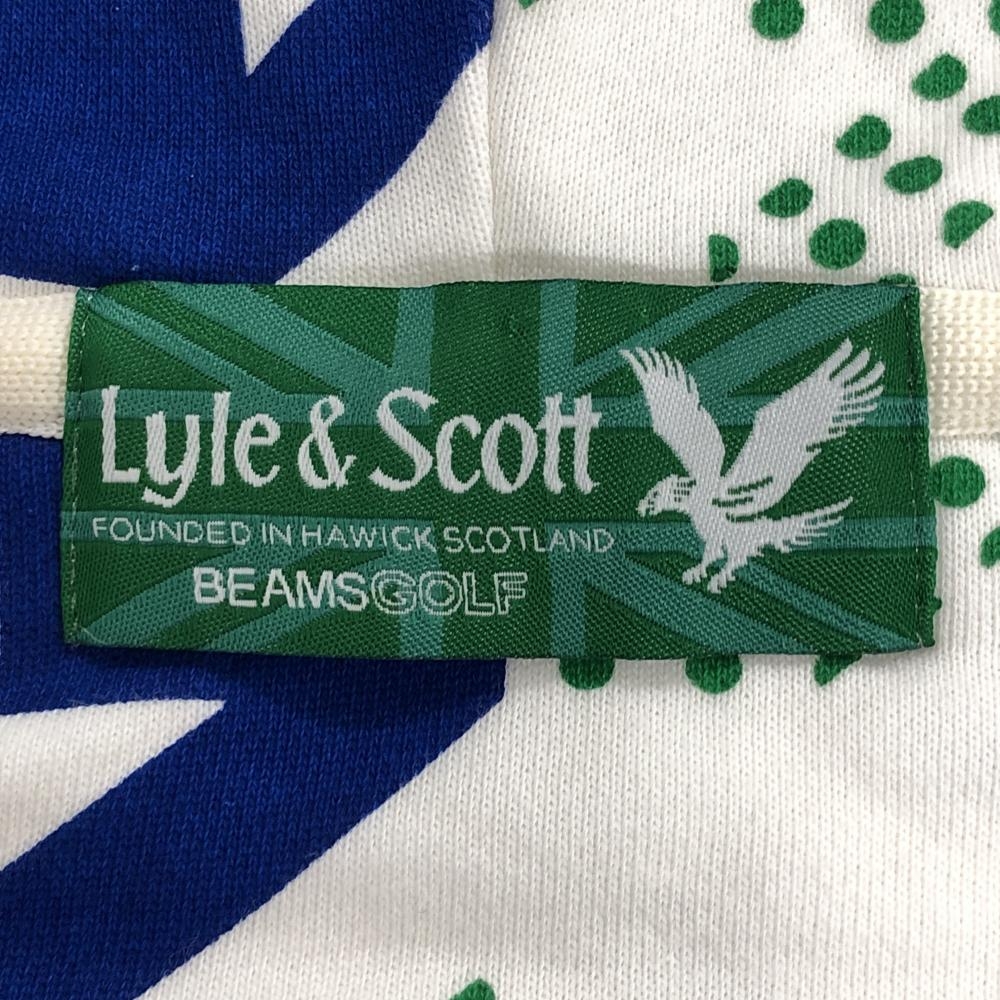 Lyle & Scott
FOUNDED IN HAWICK SCOTLAND
BEAMSGOLF